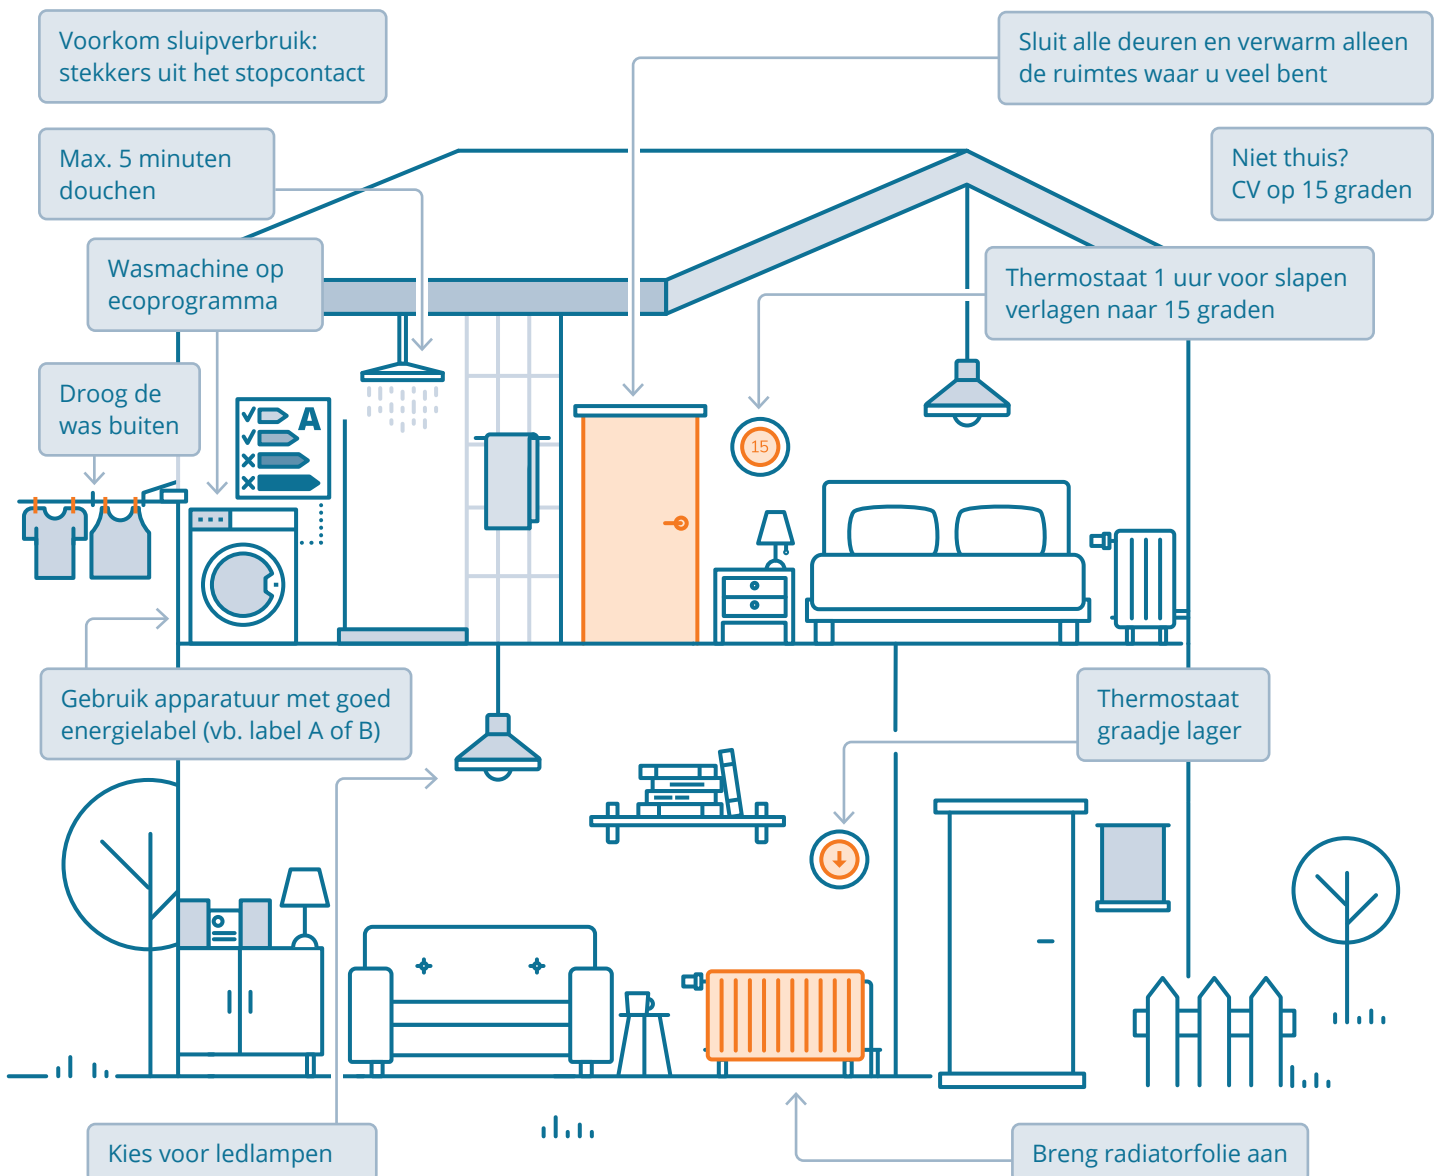 Voorkom sluipverbruik:
stekkers uit het stopcontact
Sluit alle deuren en verwarm alleen
de ruimtes waar u veel bent
Max. 5 minuten
douchen
Niet thuis?
CV op 15 graden
Wasmachine op
ecoprogramma
Thermostaat 1 uur voor slapen
verlagen naar 15 graden
Droog de
was buiten
A
15
Gebruik apparatuur met goed
energielabel (vb. label A of B)
Thermostaat
graadje lager
Kies voor ledlampen
Breng radiatorfolie aan